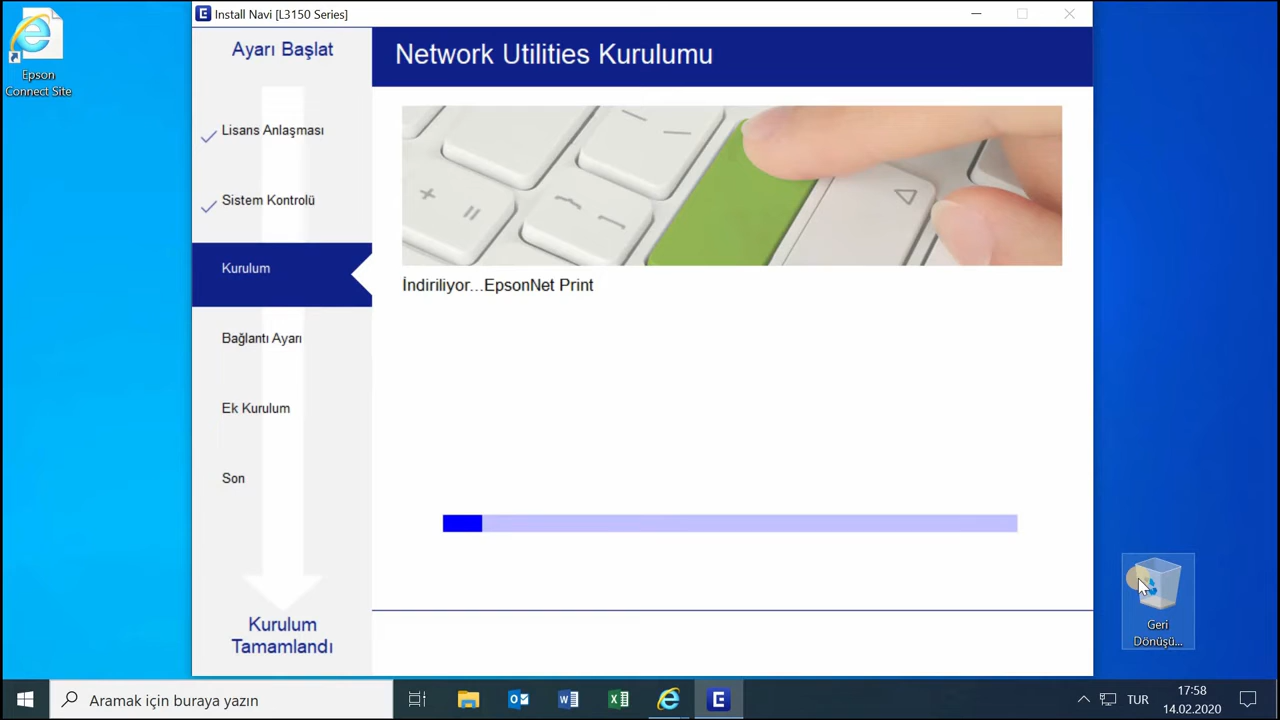 Epson
Connect Site
Install Navi [L3150 Series]
Ayarı Başlat
Lisans Anlaşması
Sistem Kontrolü
Kurulum
Bağlantı Ayarı
Ek Kurulum
Son
Kurulum
Tamamlandı
Network Utilities Kurulumu
İndiriliyor...EpsonNet Print
Geri
Dönüşü...
Aramak için buraya yazın
TUR
17:58
14.02.2020